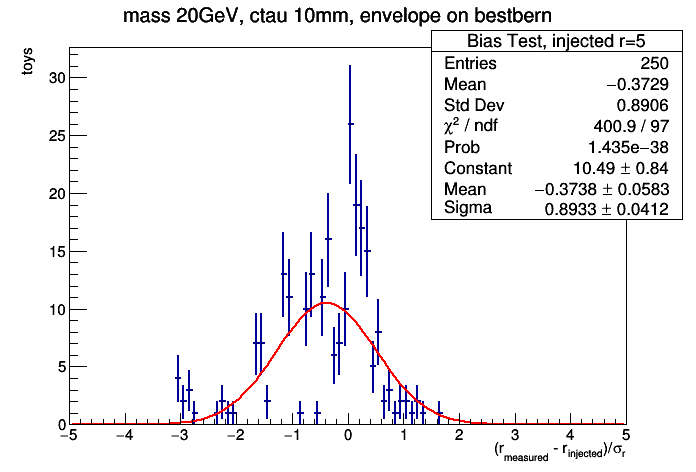 mass 20GeV, ctau 10mm, envelope on bestbern
Bias Test, injected r=5
Entries 250
Mean −0.3729
Std Dev 0.8906
χ² / ndf 400.9 / 97
Prob 1.435e−38
Constant 10.49 ± 0.84
Mean −0.3738 ± 0.0583
Sigma 0.8933 ± 0.0412
toys
30
25
20
15
10
5
0
−5 −4 −3 −2 −1 0 1 2 3 4 5
(r_measured - r_injected)/σ_r